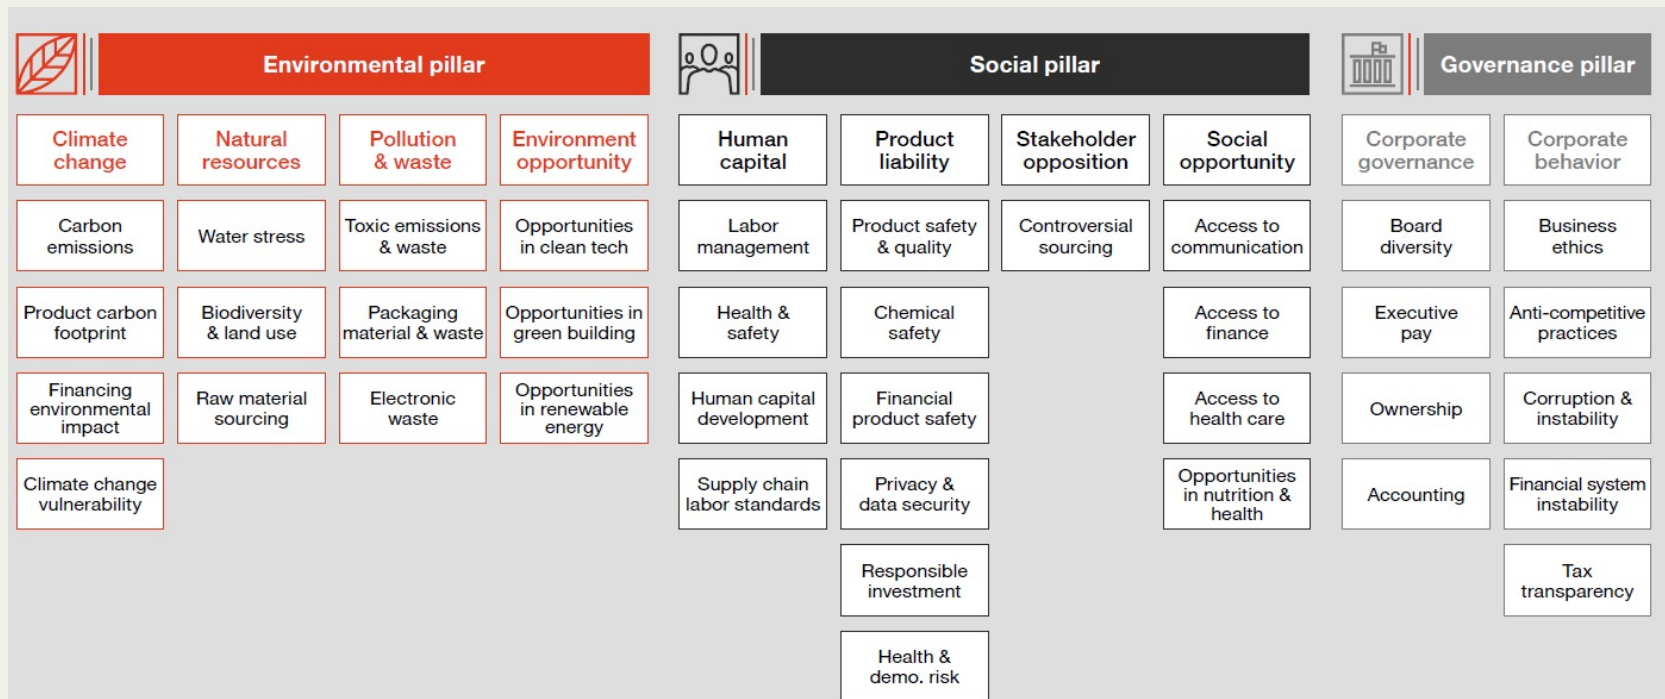 Environmental pillar
Social pillar
Governance pillar
Climate
change
Natural
resources
Pollution
& waste
Environment
opportunity
Human
capital
Product
liability
Stakeholder
opposition
Social
opportunity
Corporate
governance
Corporate
behavior
Carbon
emissions
Water stress
Toxic emissions
& waste
Opportunities
in clean tech
Labor
management
Product safety
& quality
Controversial
sourcing
Access to
communication
Board
diversity
Business
ethics
Product carbon
footprint
Biodiversity
& land use
Packaging
material & waste
Opportunities in
green building
Health &
safety
Chemical
safety
Access to
finance
Executive
pay
Anti-competitive
practices
Financing
environmental
impact
Raw material
sourcing
Electronic
waste
Opportunities
in renewable
energy
Human capital
development
Financial
product safety
Access to
health care
Ownership
Corruption &
instability
Climate change
vulnerability
Supply chain
labor standards
Privacy &
data security
Opportunities
in nutrition &
health
Accounting
Financial system
instability
Responsible
investment
Tax
transparency
Health &
demo. risk